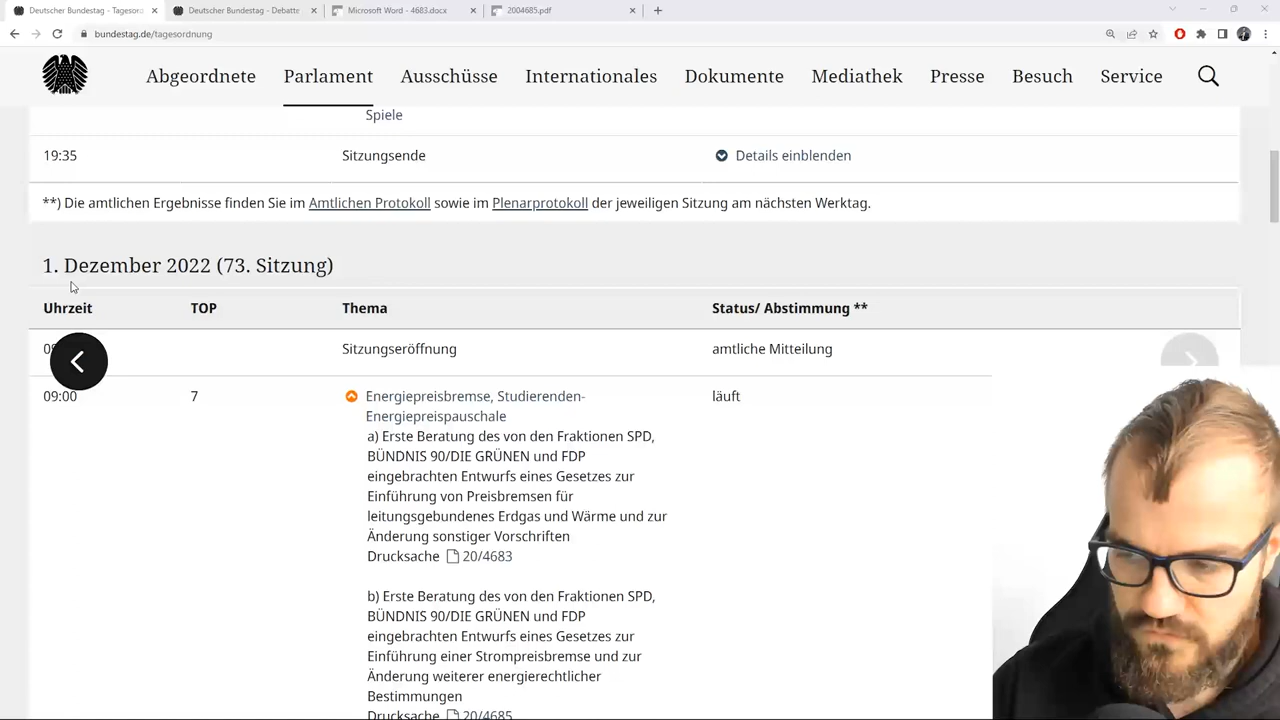 Deutscher Bundestag - Tagesor
Deutscher Bundestag - Debatte
Microsoft Word - 4683.docx
2004685.pdf
bundestag.de/tagesordnung
Abgeordnete
Parlament
Ausschüsse
Internationales
Dokumente
Mediathek
Presse
Besuch
Service
Spiele
19:35 Sitzungsende Details einblenden
**) Die amtlichen Ergebnisse finden Sie im Amtlichen Protokoll sowie im Plenarprotokoll der jeweiligen Sitzung am nächsten Werktag.
1. Dezember 2022 (73. Sitzung)
Uhrzeit TOP Thema Status/ Abstimmung **
Sitzungseröffnung amtliche Mitteilung
09:00 7 Energiepreisbremse, Studierenden- läuft
Energiepreispauschale
a) Erste Beratung des von den Fraktionen SPD,
BÜNDNIS 90/DIE GRÜNEN und FDP
eingebrachten Entwurfs eines Gesetzes zur
Einführung von Preisbremsen für
leitungsgebundenes Erdgas und Wärme und zur
Änderung sonstiger Vorschriften
Drucksache 20/4683
b) Erste Beratung des von den Fraktionen SPD,
BÜNDNIS 90/DIE GRÜNEN und FDP
eingebrachten Entwurfs eines Gesetzes zur
Einführung einer Strompreisbremse und zur
Änderung weiterer energierechtlicher
Bestimmungen
Drucksache 20/4685